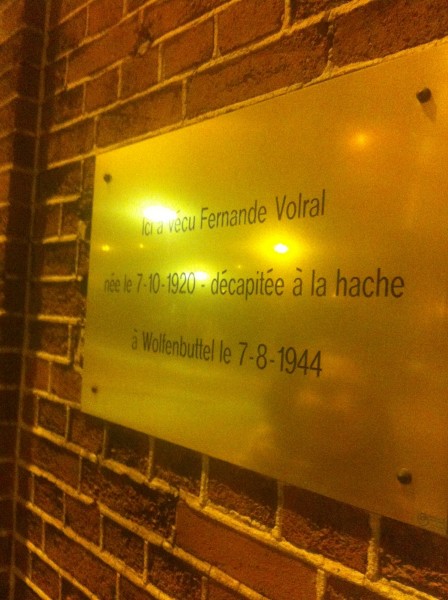 Ici a vécu Fernande Volral
née le 7-10-1920 - décapitée à la hache
à Wolfenbuttel le 7-8-1944